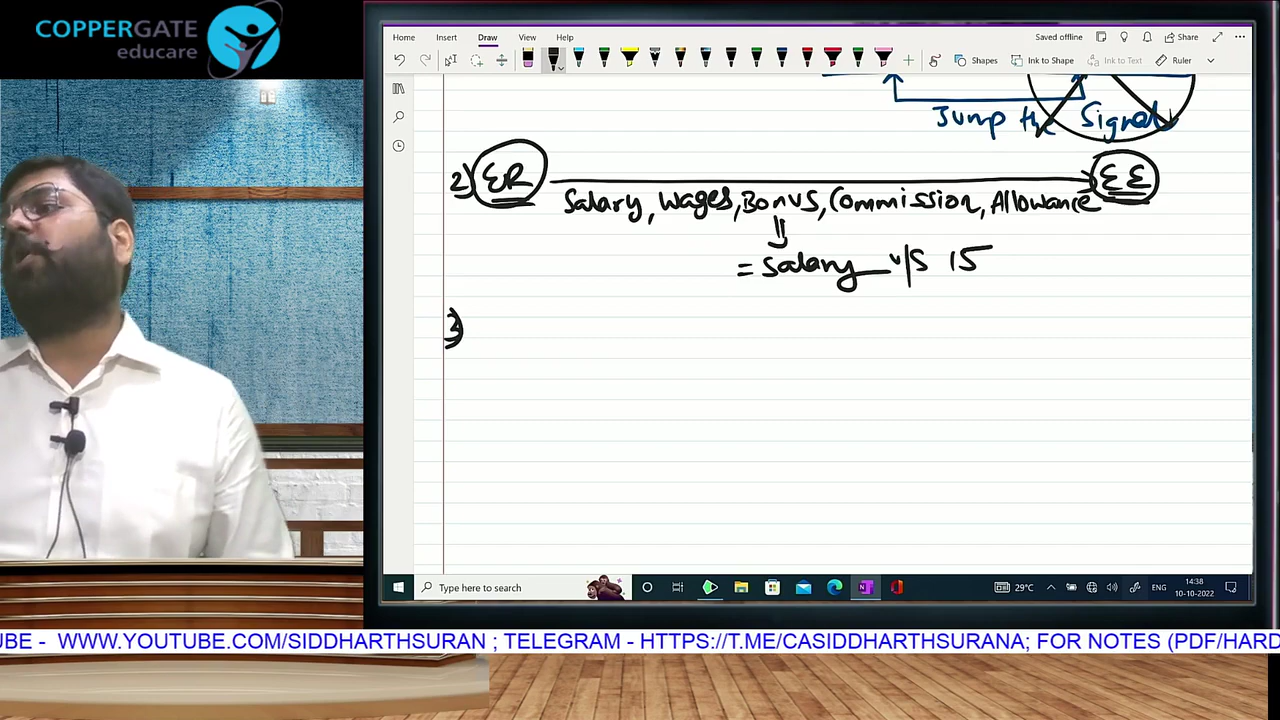 COPPERGATE
educare
Home Insert Draw View Help
Saved offline Share
Shapes Ink to Shape Ink to Text Ruler
Jump the Signal
2) ER EE
Salary, Wages, Bonus, Commission, Allowance
= Salary u/s 15
3)
Type here to search
29°C ENG 14:38
10-10-2022
UBE - WWW.YOUTUBE.COM/SIDDHARTHSURAN ; TELEGRAM - HTTPS://T.ME/CASIDDHARTHSURANA; FOR NOTES (PDF/HARD